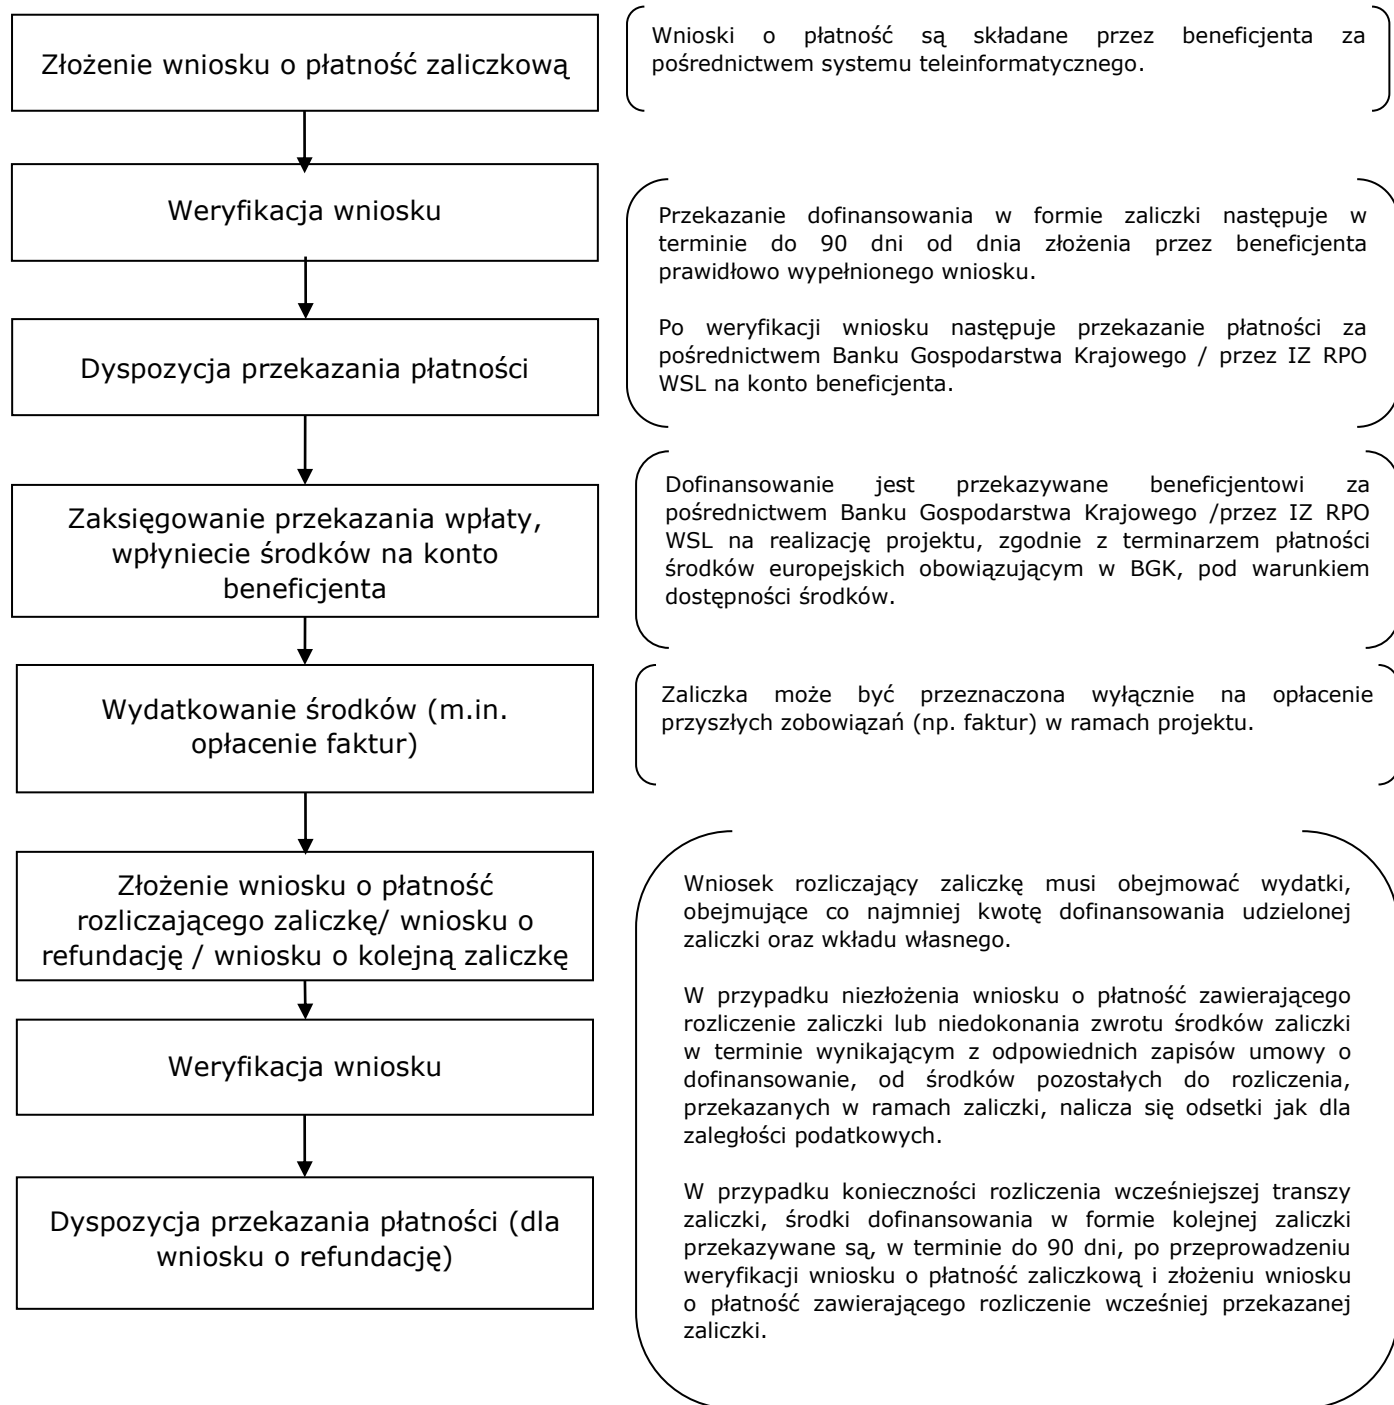 Złożenie wniosku o płatność zaliczkową
Wnioski o płatność są składane przez beneficjenta za
pośrednictwem systemu teleinformatycznego.
Weryfikacja wniosku
Przekazanie dofinansowania w formie zaliczki następuje w
terminie do 90 dni od dnia złożenia przez beneficjenta
prawidłowo wypełnionego wniosku.
Po weryfikacji wniosku następuje przekazanie płatności za
pośrednictwem Banku Gospodarstwa Krajowego / przez IZ RPO
WSL na konto beneficjenta.
Dyspozycja przekazania płatności
Zaksięgowanie przekazania wpłaty,
wpłyniecie środków na konto
beneficjenta
Dofinansowanie jest przekazywane beneficjentowi za
pośrednictwem Banku Gospodarstwa Krajowego /przez IZ RPO
WSL na realizację projektu, zgodnie z terminarzem płatności
środków europejskich obowiązującym w BGK, pod warunkiem
dostępności środków.
Wydatkowanie środków (m.in.
opłacenie faktur)
Zaliczka może być przeznaczona wyłącznie na opłacenie
przyszłych zobowiązań (np. faktur) w ramach projektu.
Złożenie wniosku o płatność
rozliczającego zaliczkę/ wniosku o
refundację / wniosku o kolejną zaliczkę
Weryfikacja wniosku
Dyspozycja przekazania płatności (dla
wniosku o refundację)
Wniosek rozliczający zaliczkę musi obejmować wydatki,
obejmujące co najmniej kwotę dofinansowania udzielonej
zaliczki oraz wkładu własnego.
W przypadku niezłożenia wniosku o płatność zawierającego
rozliczenie zaliczki lub niedokonania zwrotu środków zaliczki
w terminie wynikającym z odpowiednich zapisów umowy o
dofinansowanie, od środków pozostałych do rozliczenia,
przekazanych w ramach zaliczki, nalicza się odsetki jak dla
zaległości podatkowych.
W przypadku konieczności rozliczenia wcześniejszej transzy
zaliczki, środki dofinansowania w formie kolejnej zaliczki
przekazywane są, w terminie do 90 dni, po przeprowadzeniu
weryfikacji wniosku o płatność zaliczkową i złożeniu wniosku
o płatność zawierającego rozliczenie wcześniej przekazanej
zaliczki.